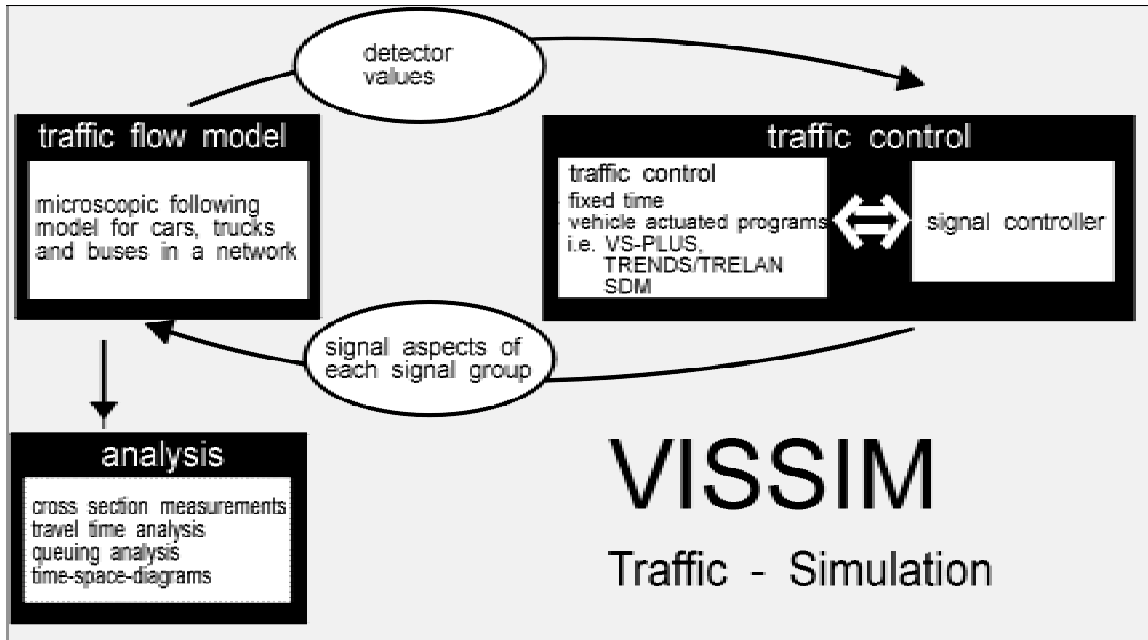 detector
values
traffic flow model
microscopic following
model for cars, trucks
and buses in a network
traffic control
traffic control
fixed time
vehicle actuated programs
i.e. VS-PLUS,
TRENDS/TRELAN
SDM
signal controller
signal aspects of
each signal group
analysis
cross section measurements
travel time analysis
queuing analysis
time-space-diagrams
VISSIM
Traffic - Simulation